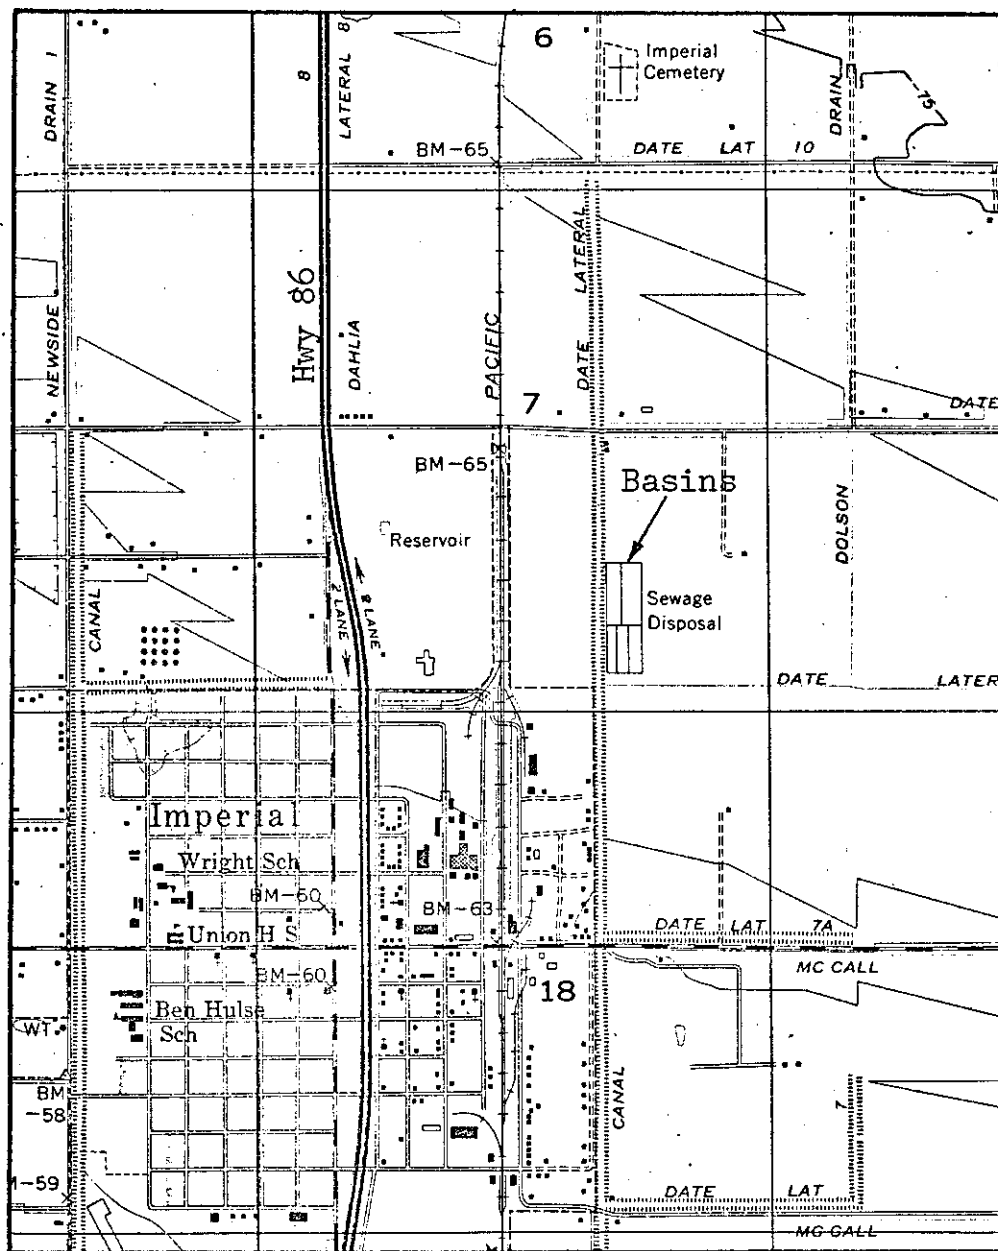 6
Imperial
Cemetery
DRAIN 1
8
LATERAL 8
DRAIN
75
BM-65
DATE LAT 10
NEWSIDE
Hwy 86
DAHLIA
PACIFIC
DATE LATERAL
7
DATE
BM-65
Basins
DOLSON
Reservoir
Sewage
Disposal
CANAL
2 LANE
LANE
DATE LATER
Imperial
Wright Sch
BM-60
BM-63
DATE LAT 7A
Union H S
MC CALL
BM-60
18
Ben Hulse
Sch
WT
BM
-58
CANAL
7
-59
DATE LAT
MC CALL